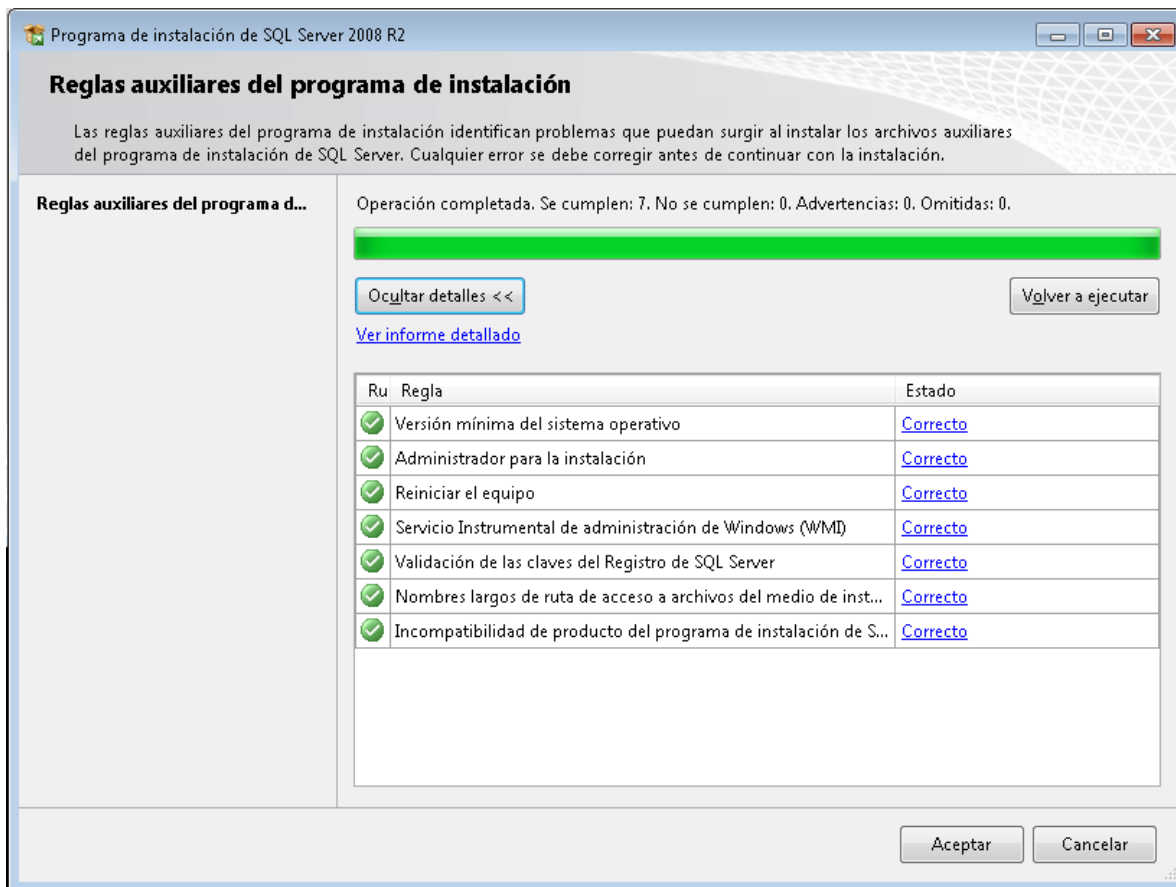 Programa de instalación de SQL Server 2008 R2
Reglas auxiliares del programa de instalación
Las reglas auxiliares del programa de instalación identifican problemas que puedan surgir al instalar los archivos auxiliares
del programa de instalación de SQL Server. Cualquier error se debe corregir antes de continuar con la instalación.
Reglas auxiliares del programa d...
Operación completada. Se cumplen: 7. No se cumplen: 0. Advertencias: 0. Omitidas: 0.
Ocultar detalles << Volver a ejecutar
Ver informe detallado
Ru Regla Estado
Versión mínima del sistema operativo Correcto
Administrador para la instalación Correcto
Reiniciar el equipo Correcto
Servicio Instrumental de administración de Windows (WMI) Correcto
Validación de las claves del Registro de SQL Server Correcto
Nombres largos de ruta de acceso a archivos del medio de inst... Correcto
Incompatibilidad de producto del programa de instalación de S... Correcto
Aceptar Cancelar